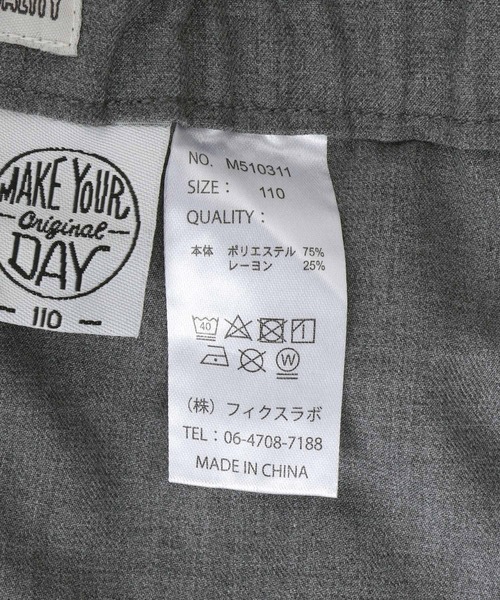 MAKE YOUR
Original
DAY
- 110 -
NO. M510311
SIZE : 110
QUALITY :
本体 ポリエステル 75%
レーヨン 25%
40
W
(株) フィクスラボ
TEL : 06-4708-7188
MADE IN CHINA